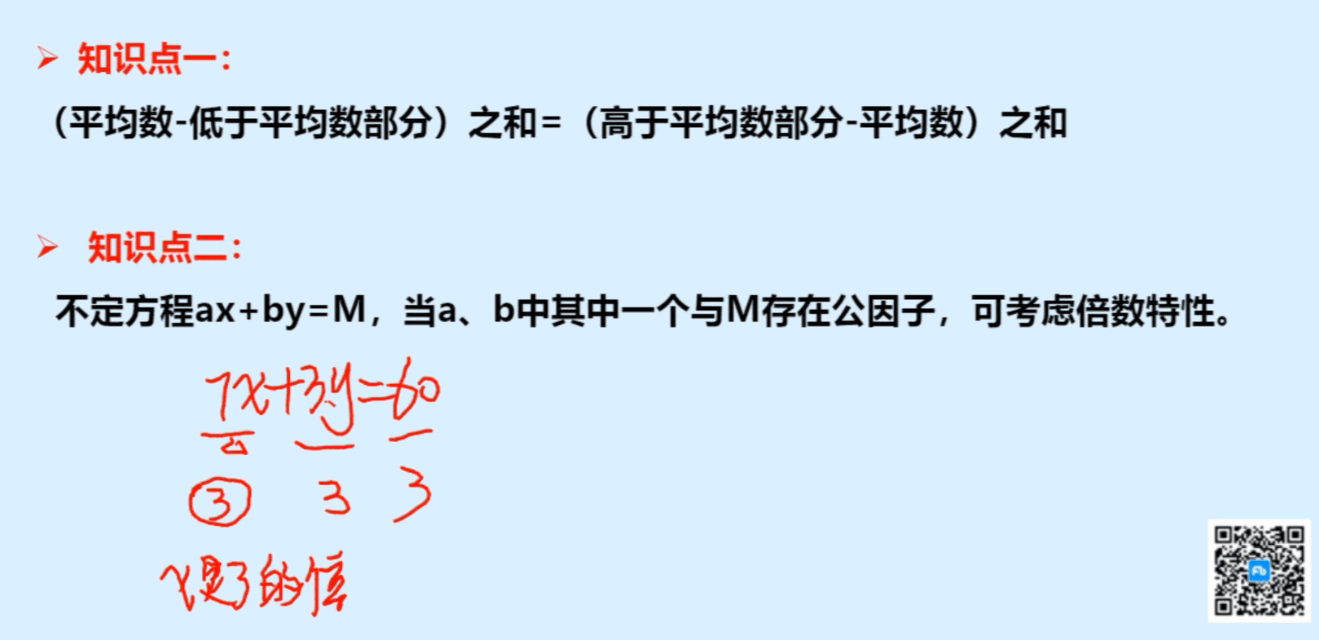 知识点一：
（平均数-低于平均数部分）之和=（高于平均数部分-平均数）之和
知识点二：
不定方程ax+by=M，当a、b中其中一个与M存在公因子，可考虑倍数特性。
7x+3y=60
3 3 3
x是3的倍